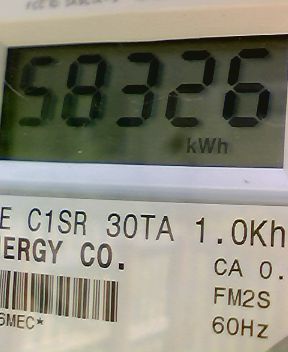 58326
kWh
E C1SR 30TA 1.0Kh
ERGY CO.
CA 0.
FM2S
6MEC*
60Hz